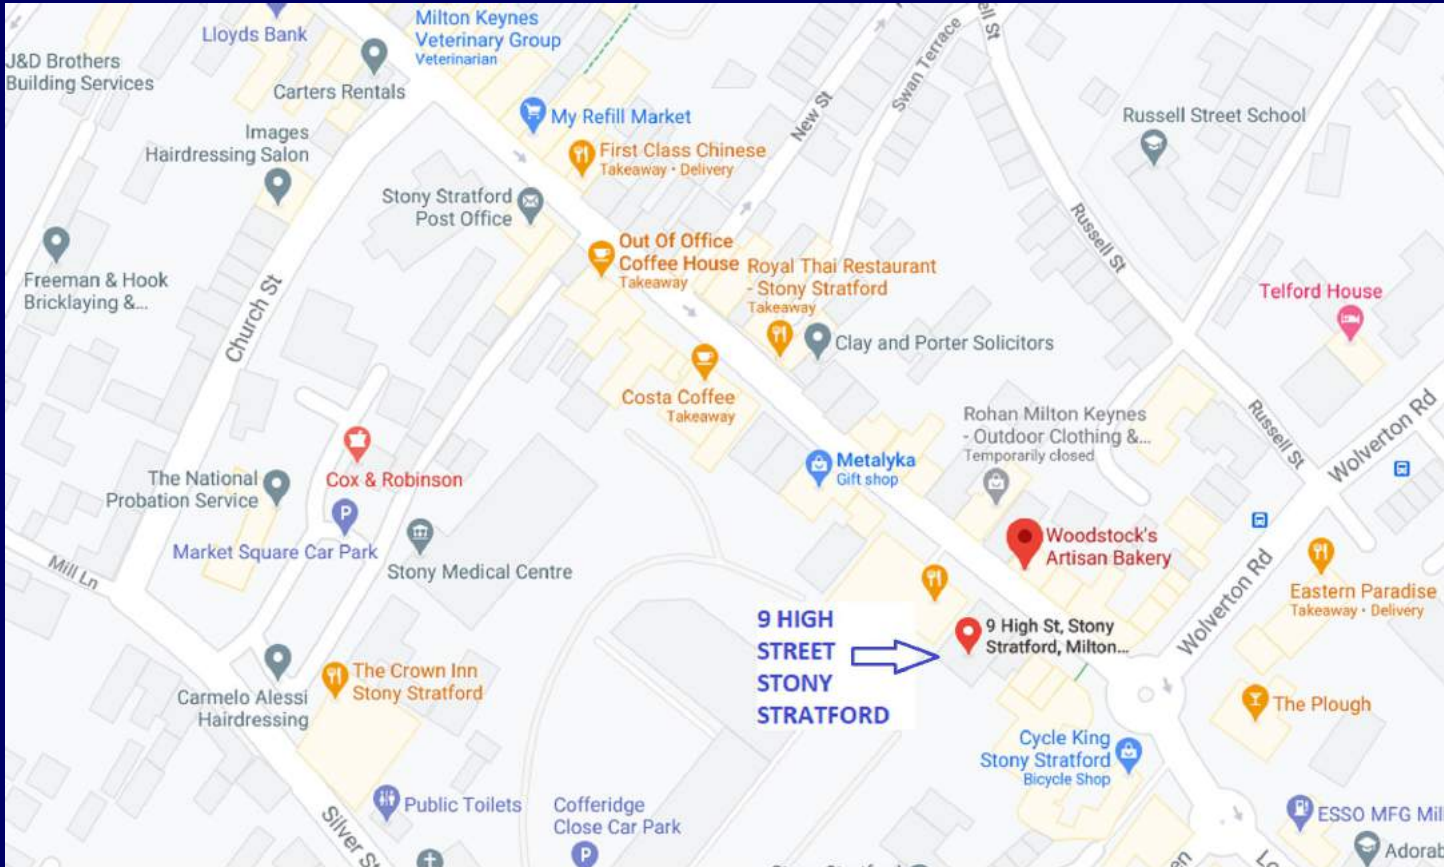 Lloyds Bank
Milton Keynes
Veterinary Group
Veterinarian
J&D Brothers
Building Services
Carters Rentals
My Refill Market
Images
Hairdressing Salon
First Class Chinese
Takeaway · Delivery
New St
Swan Terrace
Russell Street School
Stony Stratford
Post Office
Out Of Office
Coffee House
Takeaway
Royal Thai Restaurant
- Stony Stratford
Takeaway
Russell St
Freeman & Hook
Bricklaying &...
Church St
Clay and Porter Solicitors
Telford House
Costa Coffee
Takeaway
Rohan Milton Keynes
- Outdoor Clothing &...
Temporarily closed
Russell St
Wolverton Rd
The National
Probation Service
Cox & Robinson
Metalyka
Gift shop
P
Market Square Car Park
Woodstock's
Artisan Bakery
Mill Ln
Stony Medical Centre
Eastern Paradise
Takeaway · Delivery
Wolverton Rd
9 HIGH
STREET
STONY
STRATFORD
9 High St, Stony
Stratford, Milton...
The Crown Inn
Stony Stratford
Carmelo Alessi
Hairdressing
The Plough
Cycle King
Stony Stratford
Bicycle Shop
Public Toilets
Silver St
Cofferidge
Close Car Park
P
ESSO MFG Mil
Adorab